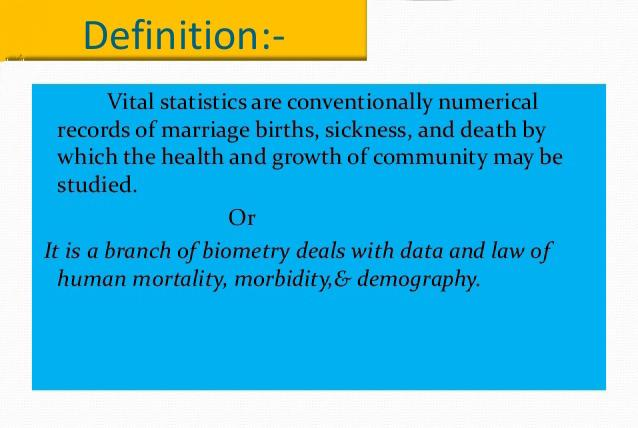 Definition:-
Vital statistics are conventionally numerical
records of marriage births, sickness, and death by
which the health and growth of community may be
studied.
Or
It is a branch of biometry deals with data and law of
human mortality, morbidity,& demography.